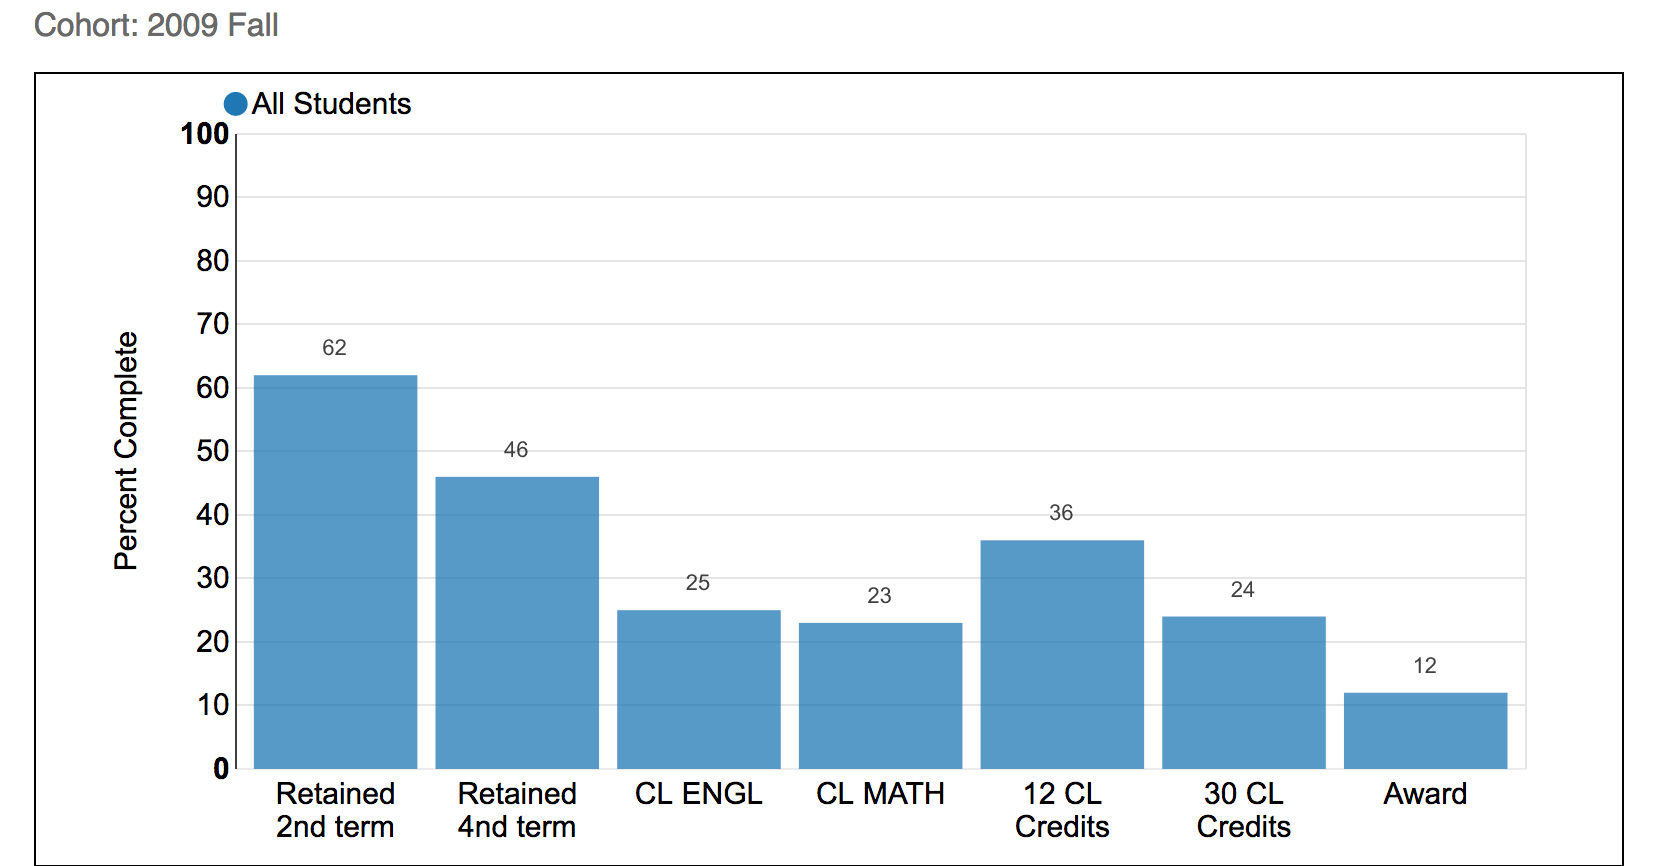 Cohort: 2009 Fall
All Students
100
90
80
70
60
50
40
30
20
10
0
Percent Complete
62
46
25
23
36
24
12
Retained
2nd term
Retained
4nd term
CL ENGL
CL MATH
12 CL
Credits
30 CL
Credits
Award